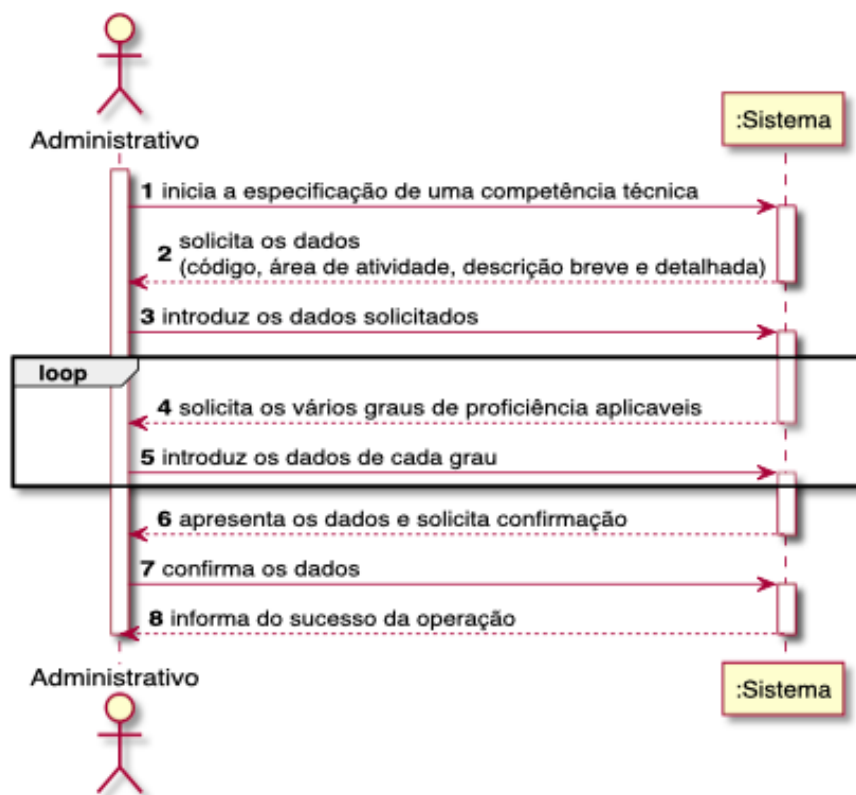 Administrativo
:Sistema
1 inicia a especificação de uma competência técnica
2 solicita os dados
(código, área de atividade, descrição breve e detalhada)
3 introduz os dados solicitados
loop
4 solicita os vários graus de proficiência aplicaveis
5 introduz os dados de cada grau
6 apresenta os dados e solicita confirmação
7 confirma os dados
8 informa do sucesso da operação
Administrativo
:Sistema